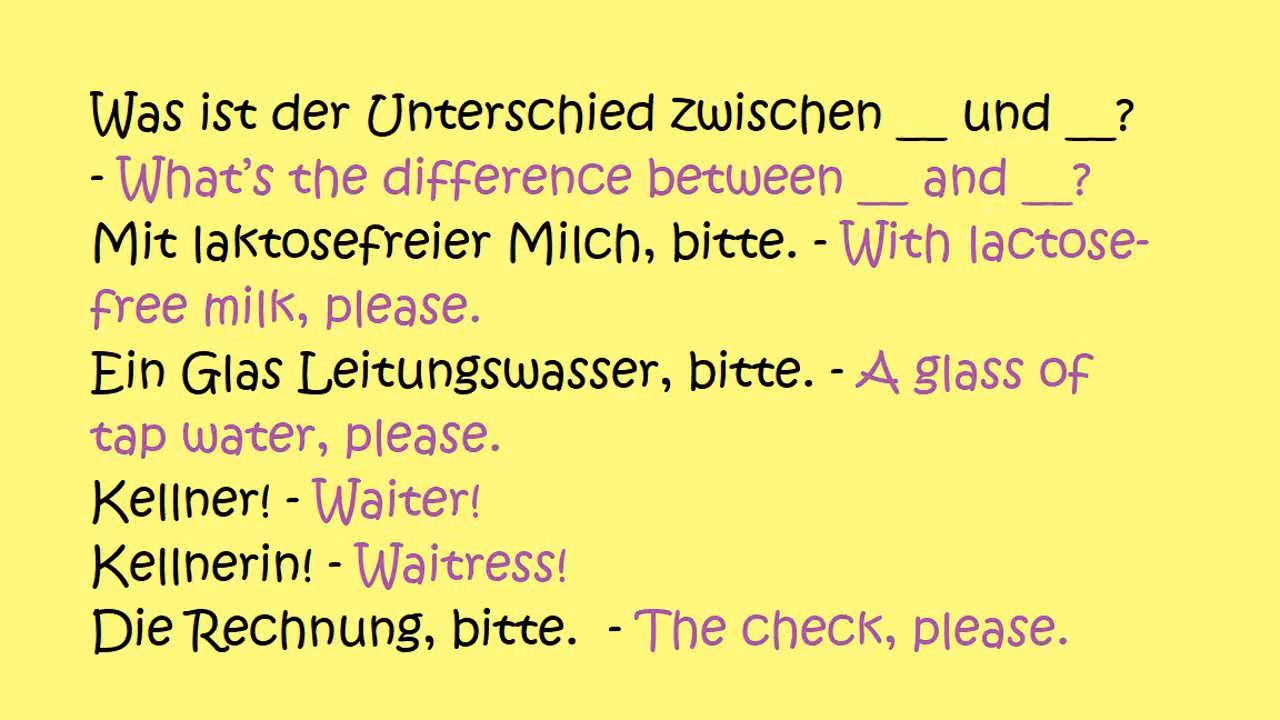 Was ist der Unterschied zwischen __ und __?
- What's the difference between __ and __?
Mit laktosefreier Milch, bitte. - With lactose-
free milk, please.
Ein Glas Leitungswasser, bitte. - A glass of
tap water, please.
Kellner! - Waiter!
Kellnerin! - Waitress!
Die Rechnung, bitte.  - The check, please.